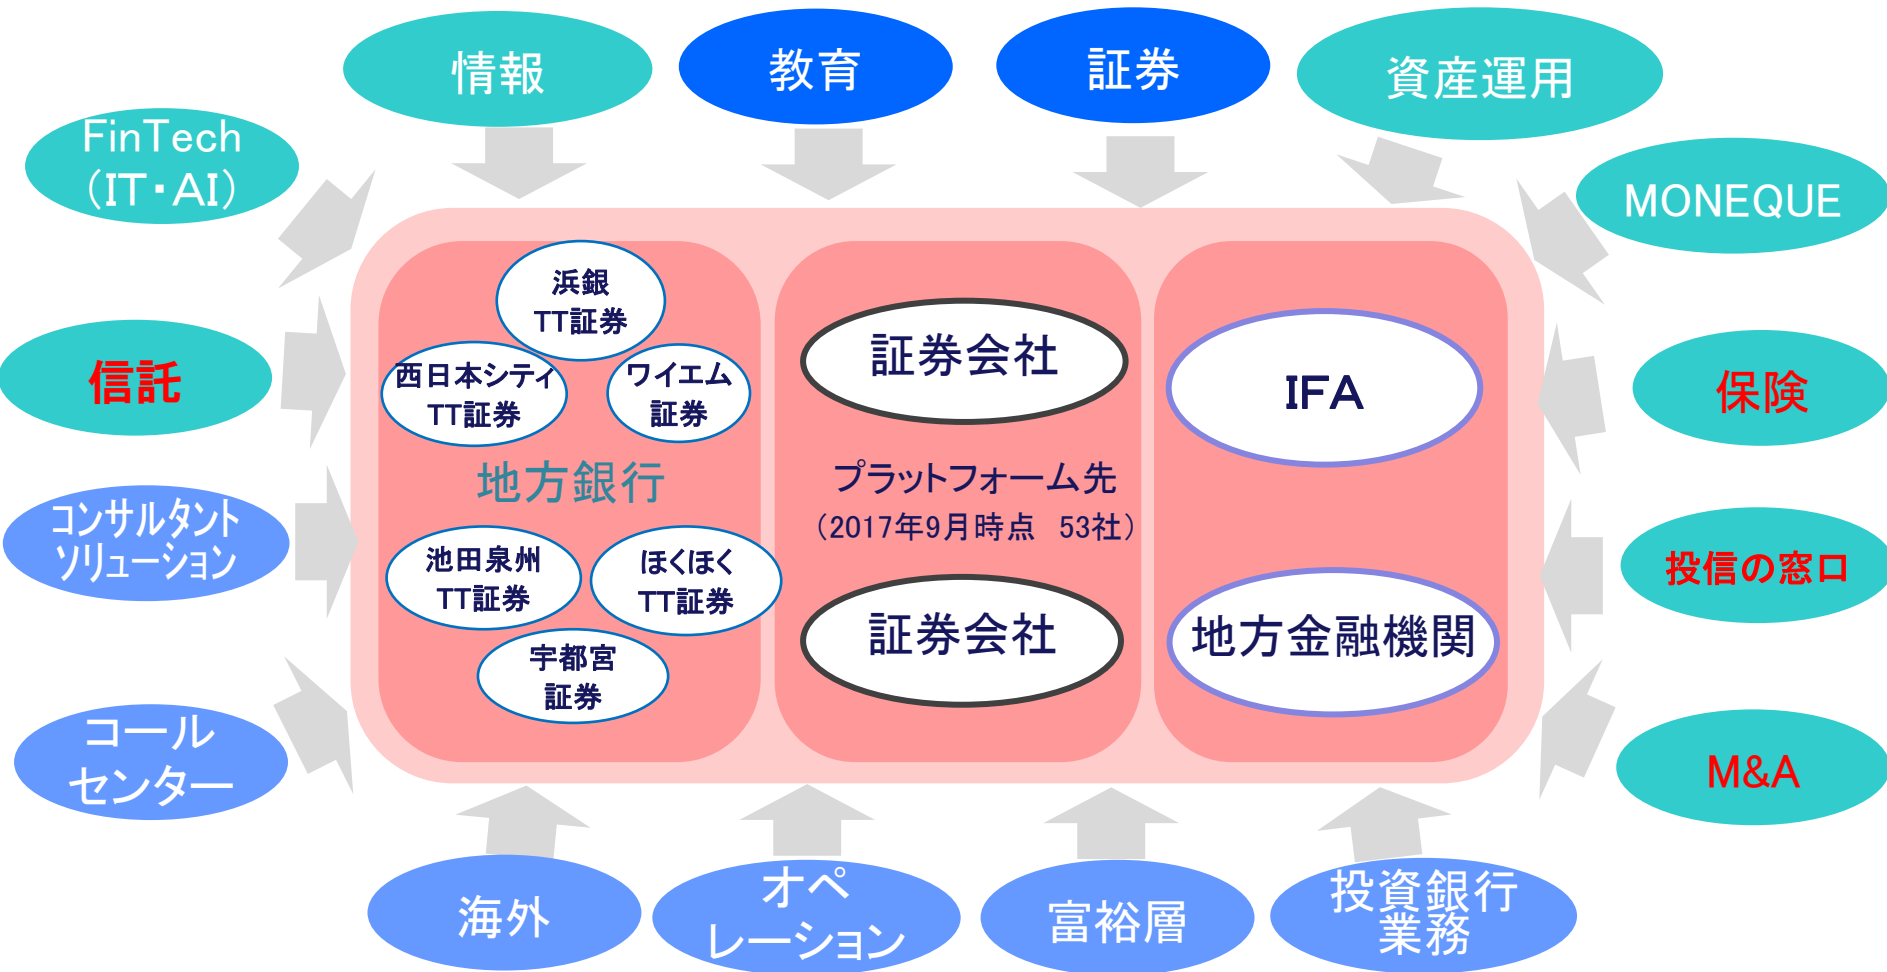 情報
教育
証券
資産運用
FinTech
（IT・AI）
MONEQUE
信託
保険
コンサルタント
ソリューション
投信の窓口
コール
センター
M&A
浜銀
TT証券
西日本シティ
TT証券
ワイエム
証券
地方銀行
池田泉州
TT証券
ほくほく
TT証券
宇都宮
証券
証券会社
プラットフォーム先
（2017年9月時点　53社）
証券会社
IFA
地方金融機関
海外
オペ
レーション
富裕層
投資銀行
業務